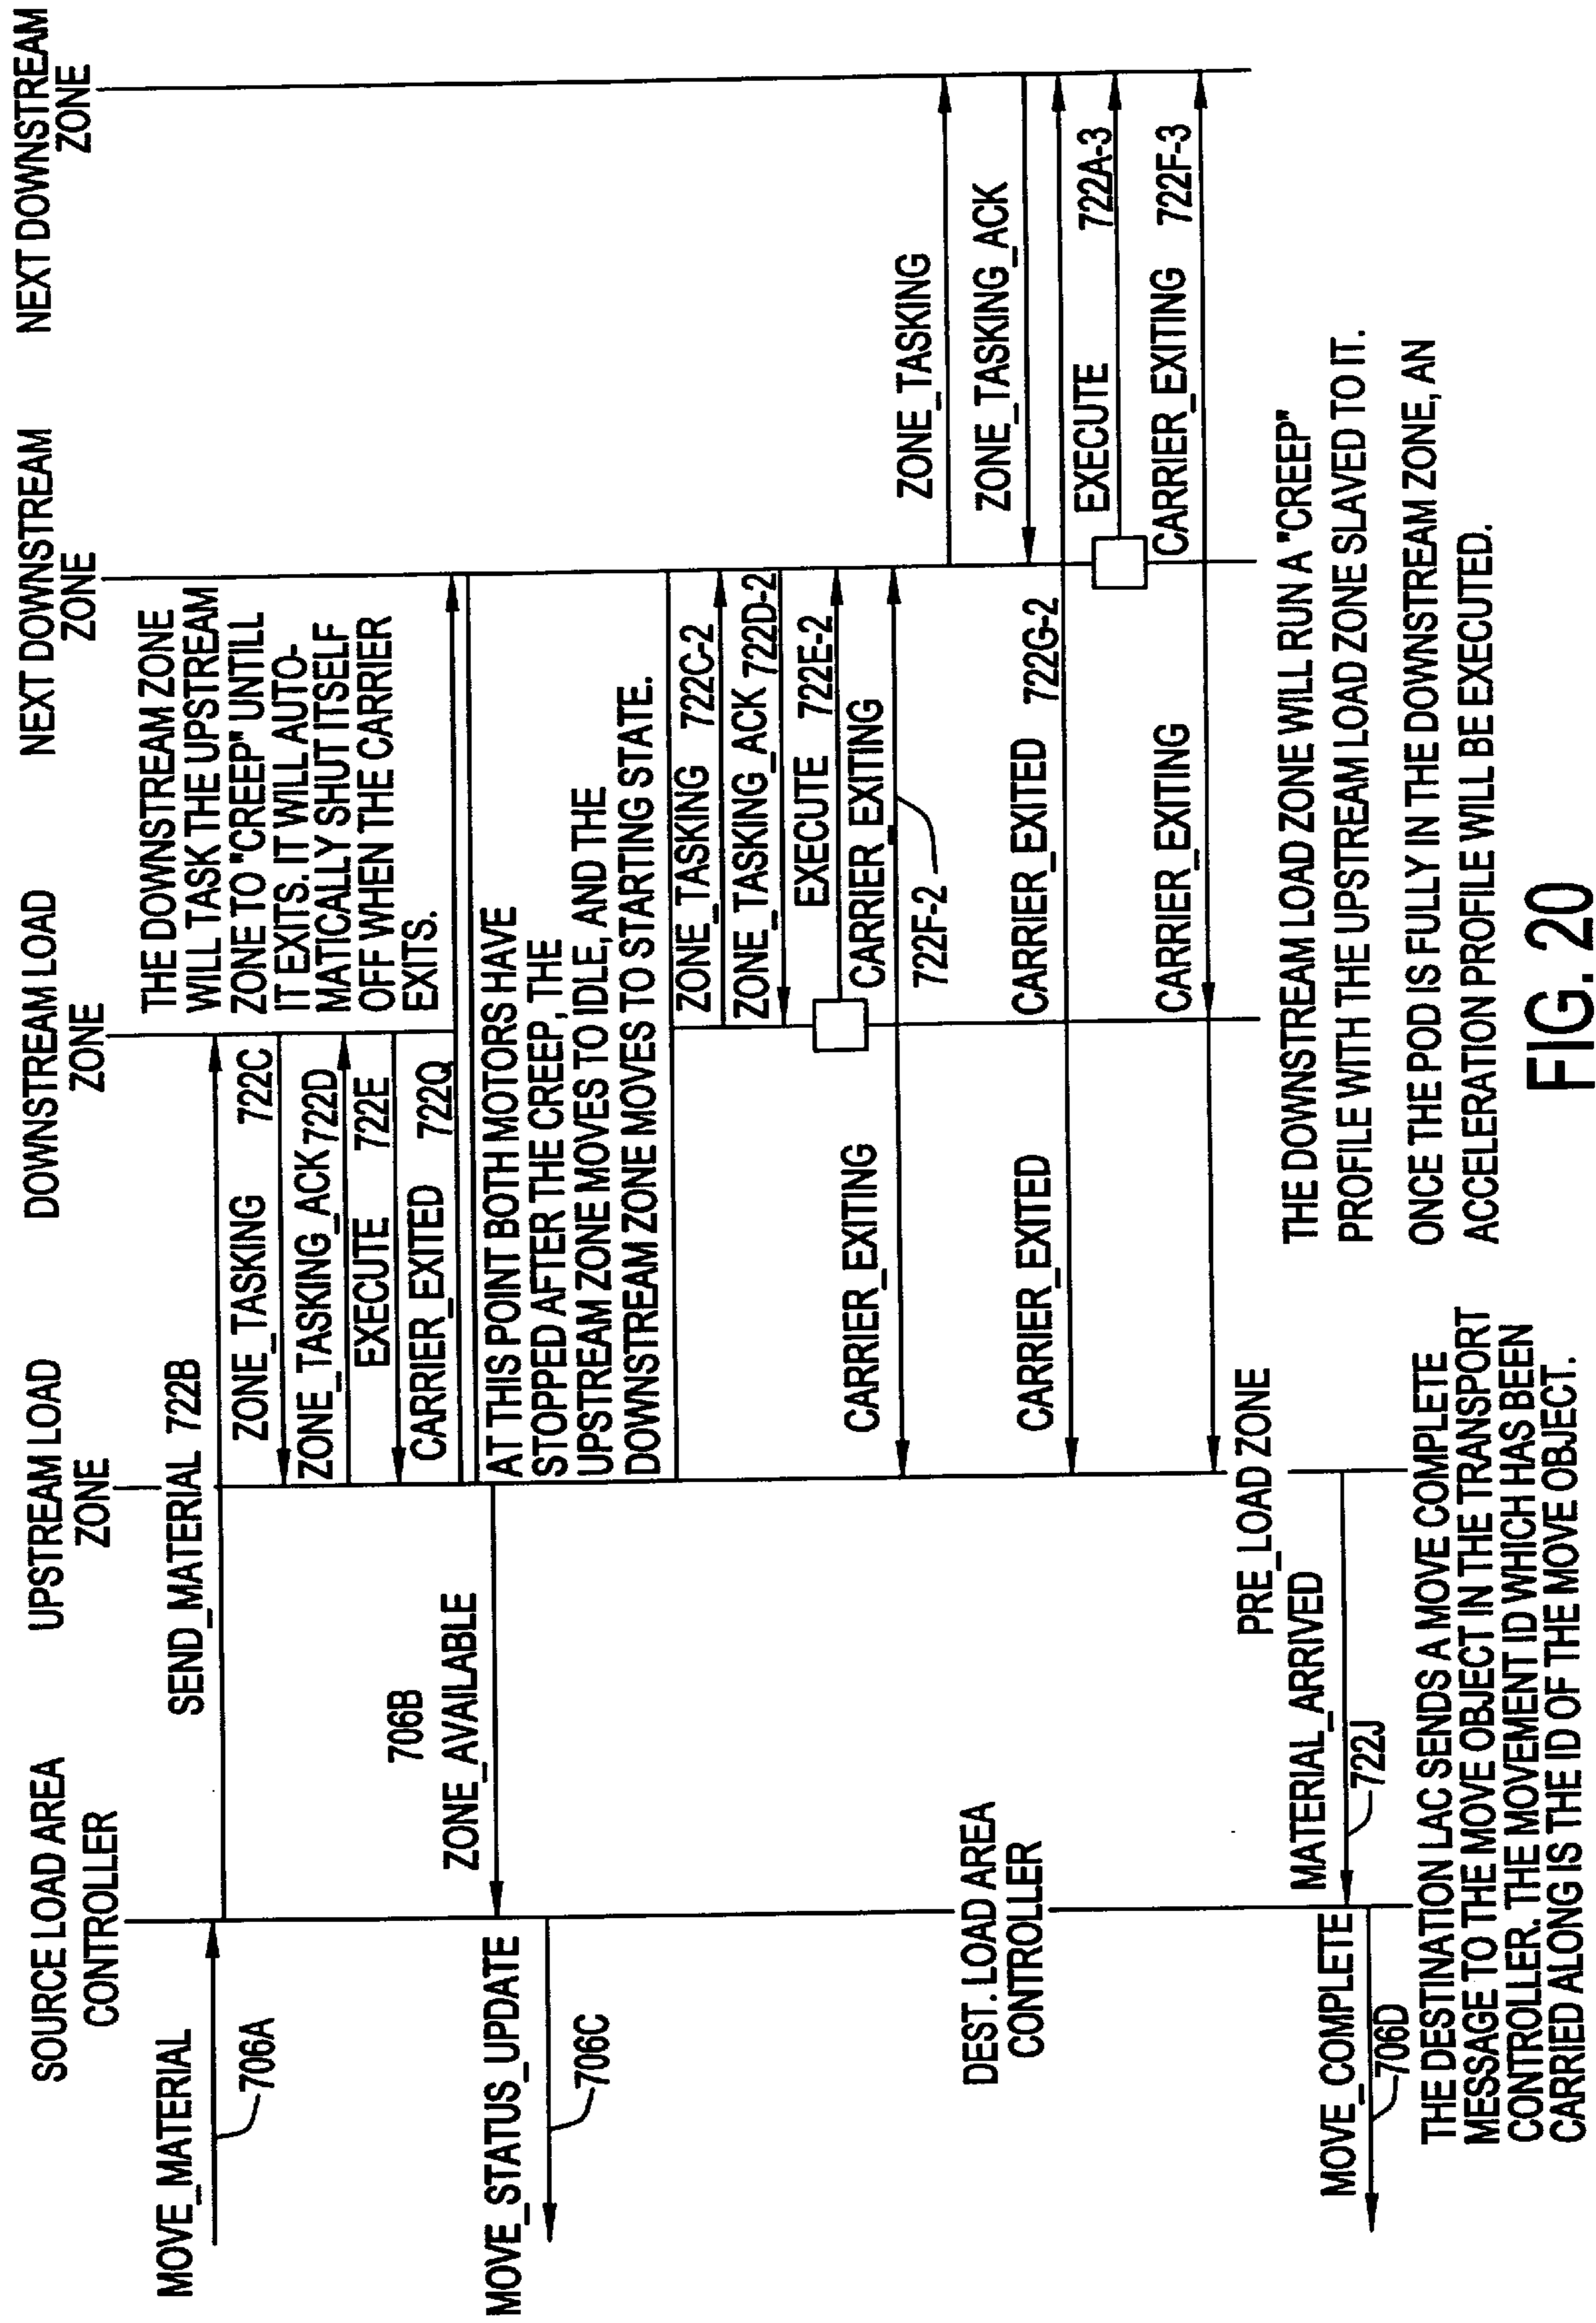 SOURCE LOAD AREA
CONTROLLER
UPSTREAM LOAD
ZONE
DOWNSTREAM LOAD
ZONE
NEXT DOWNSTREAM
ZONE
NEXT DOWNSTREAM
ZONE
MOVE_MATERIAL
706A
SEND_MATERIAL 722B
ZONE_TASKING 722C
ZONE_TASKING_ACK 722D
EXECUTE 722E
CARRIER_EXITED 722Q
THE DOWNSTREAM ZONE
WILL TASK THE UPSTREAM
ZONE TO "CREEP" UNTILL
IT EXITS. IT WILL AUTO-
MATICALLY SHUT ITSELF
OFF WHEN THE CARRIER
EXITS.
706B
ZONE_AVAILABLE
MOVE_STATUS_UPDATE
706C
AT THIS POINT BOTH MOTORS HAVE
STOPPED AFTER THE CREEP, THE
UPSTREAM ZONE MOVES TO IDLE, AND THE
DOWNSTREAM ZONE MOVES TO STARTING STATE.
ZONE_TASKING 722C-2
ZONE_TASKING_ACK 722D-2
EXECUTE 722E-2
CARRIER_EXITING
CARRIER_EXITING
722F-2
ZONE_TASKING
ZONE_TASKING_ACK
CARRIER_EXITED
CARRIER_EXITED 722G-2
EXECUTE 722A-3
CARRIER_EXITING
CARRIER_EXITING 722F-3
DEST. LOAD AREA
CONTROLLER
PRE_LOAD ZONE
MATERIAL_ARRIVED
722J
MOVE_COMPLETE
706D
THE DESTINATION LAC SENDS A MOVE COMPLETE
MESSAGE TO THE MOVE OBJECT IN THE TRANSPORT
CONTROLLER. THE MOVEMENT ID WHICH HAS BEEN
CARRIED ALONG IS THE ID OF THE MOVE OBJECT.
THE DOWNSTREAM LOAD ZONE WILL RUN A "CREEP"
PROFILE WITH THE UPSTREAM LOAD ZONE SLAVED TO IT.
ONCE THE POD IS FULLY IN THE DOWNSTREAM ZONE, AN
ACCELERATION PROFILE WILL BE EXECUTED.
FIG. 20